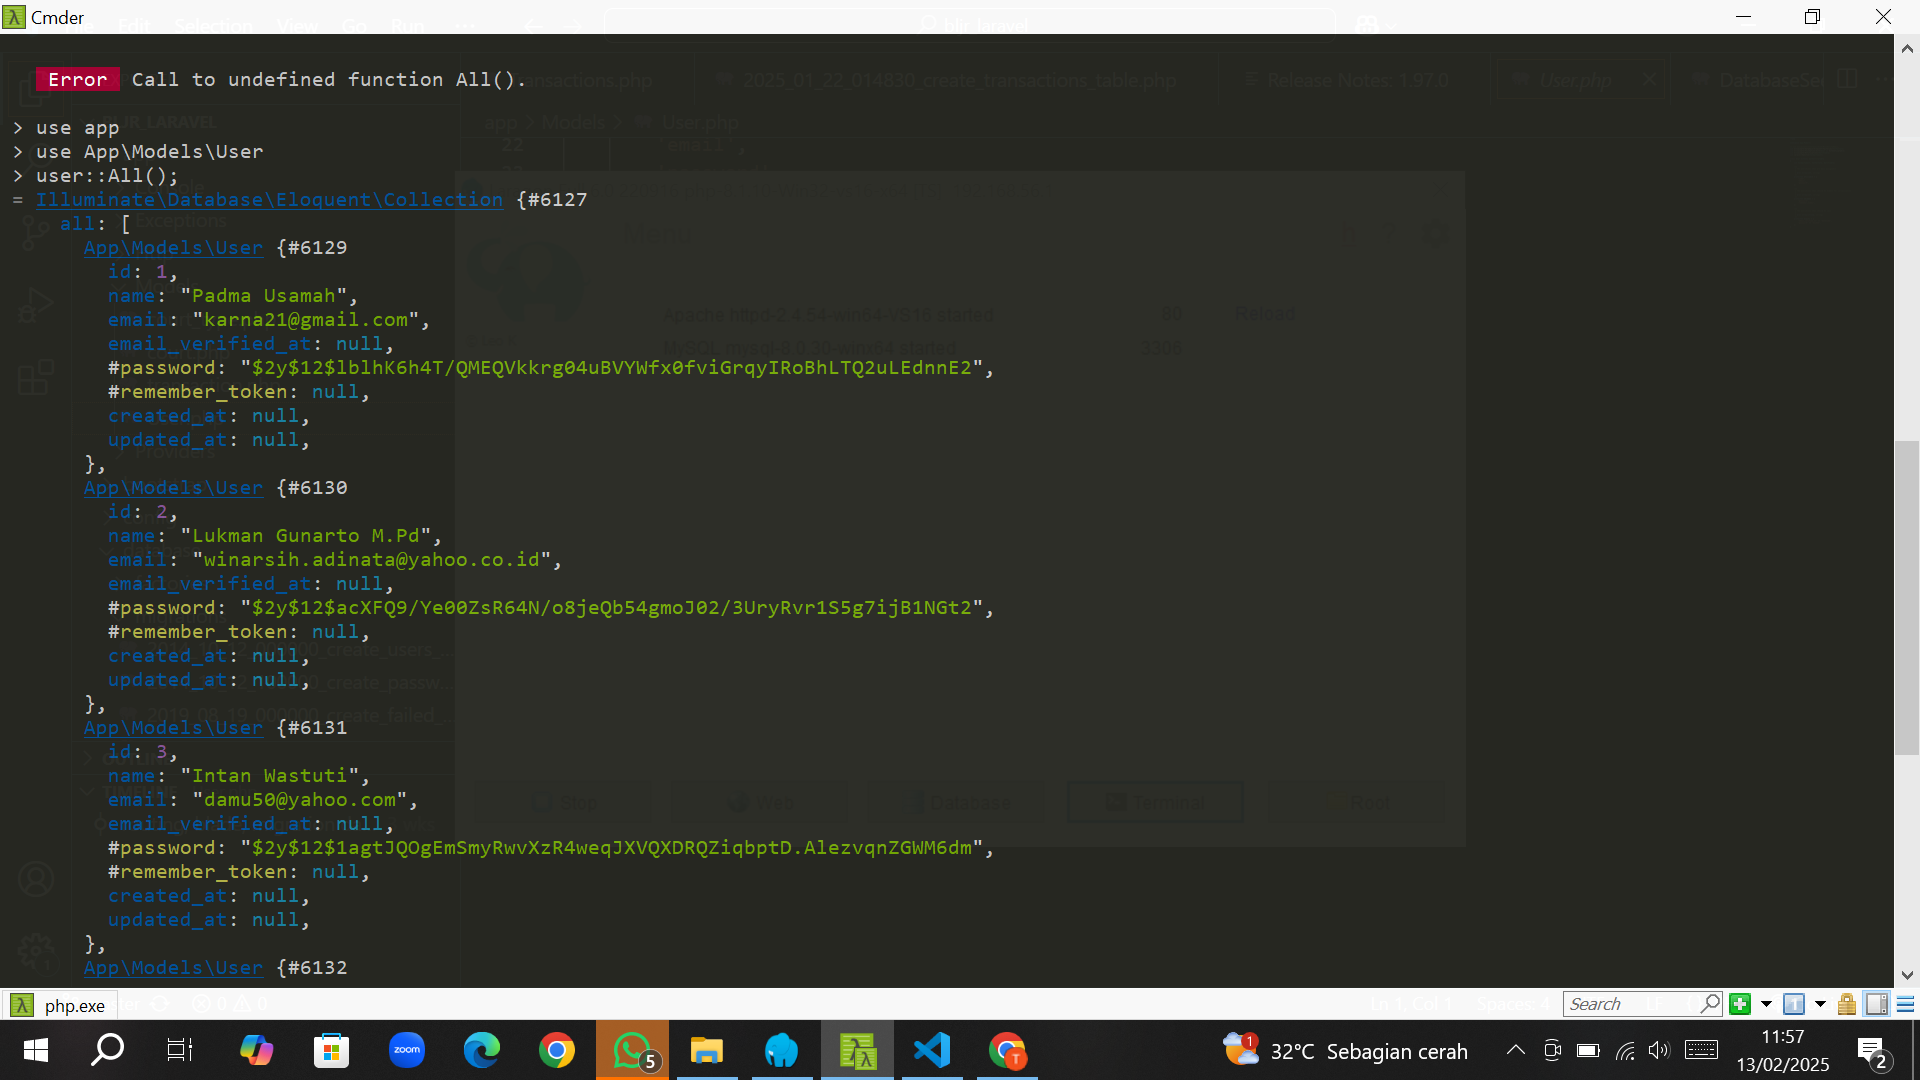 Cmder
Error Call to undefined function All().
> use app
> use App\Models\User
> user::All();
= Illuminate\Database\Eloquent\Collection {#6127
all: [
App\Models\User {#6129
id: 1,
name: "Padma Usamah",
email: "karna21@gmail.com",
email_verified_at: null,
#password: "$2y$12$lblhK6h4T/QMEQVkkrg04uBVYWfx0fviGrqyIRoBhLTQ2uLEdnnE2",
#remember_token: null,
created_at: null,
updated_at: null,
},
App\Models\User {#6130
id: 2,
name: "Lukman Gunarto M.Pd",
email: "winarsih.adinata@yahoo.co.id",
email_verified_at: null,
#password: "$2y$12$acXFQ9/Ye00ZsR64N/o8jeQb54gmoJ02/3UryRvr1S5g7ijB1NGt2",
#remember_token: null,
created_at: null,
updated_at: null,
},
App\Models\User {#6131
id: 3,
name: "Intan Wastuti",
email: "damu50@yahoo.com",
email_verified_at: null,
#password: "$2y$12$1agtJQOgEmSmyRwvXzR4weqJXVQXDRQZiqbptD.AlezvqnZGWM6dm",
#remember_token: null,
created_at: null,
updated_at: null,
},
App\Models\User {#6132
php.exe
Search
zoom
5
T
1
32°C Sebagian cerah
11:57
13/02/2025
2